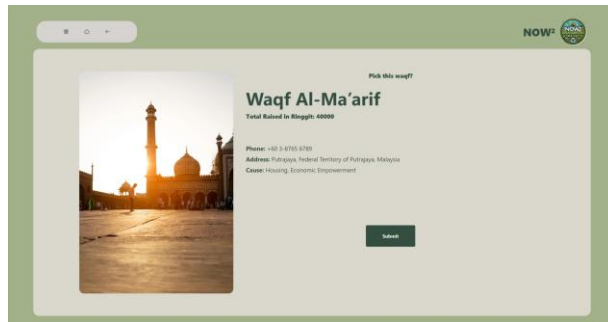 NOW²
NOW²
Pick this waqf?
Waqf Al-Ma'arif
Total Raised in Ringgit: 40000
Phone: +60 3-8765 6789
Address: Putrajaya, Federal Territory of Putrajaya, Malaysia
Cause: Housing, Economic Empowerment
Submit